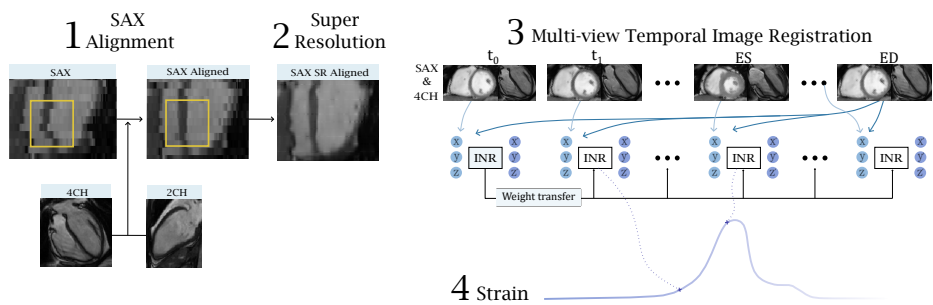 1 SAX
Alignment
2 Super
Resolution
SAX
SAX Aligned
SAX SR Aligned
4CH
2CH
3 Multi-view Temporal Image Registration
t0
t1
ES
ED
SAX
&
4CH
x x x x x x x x
y INR y y INR y y INR y y INR y
z z z z z z z z
Weight transfer
4 Strain